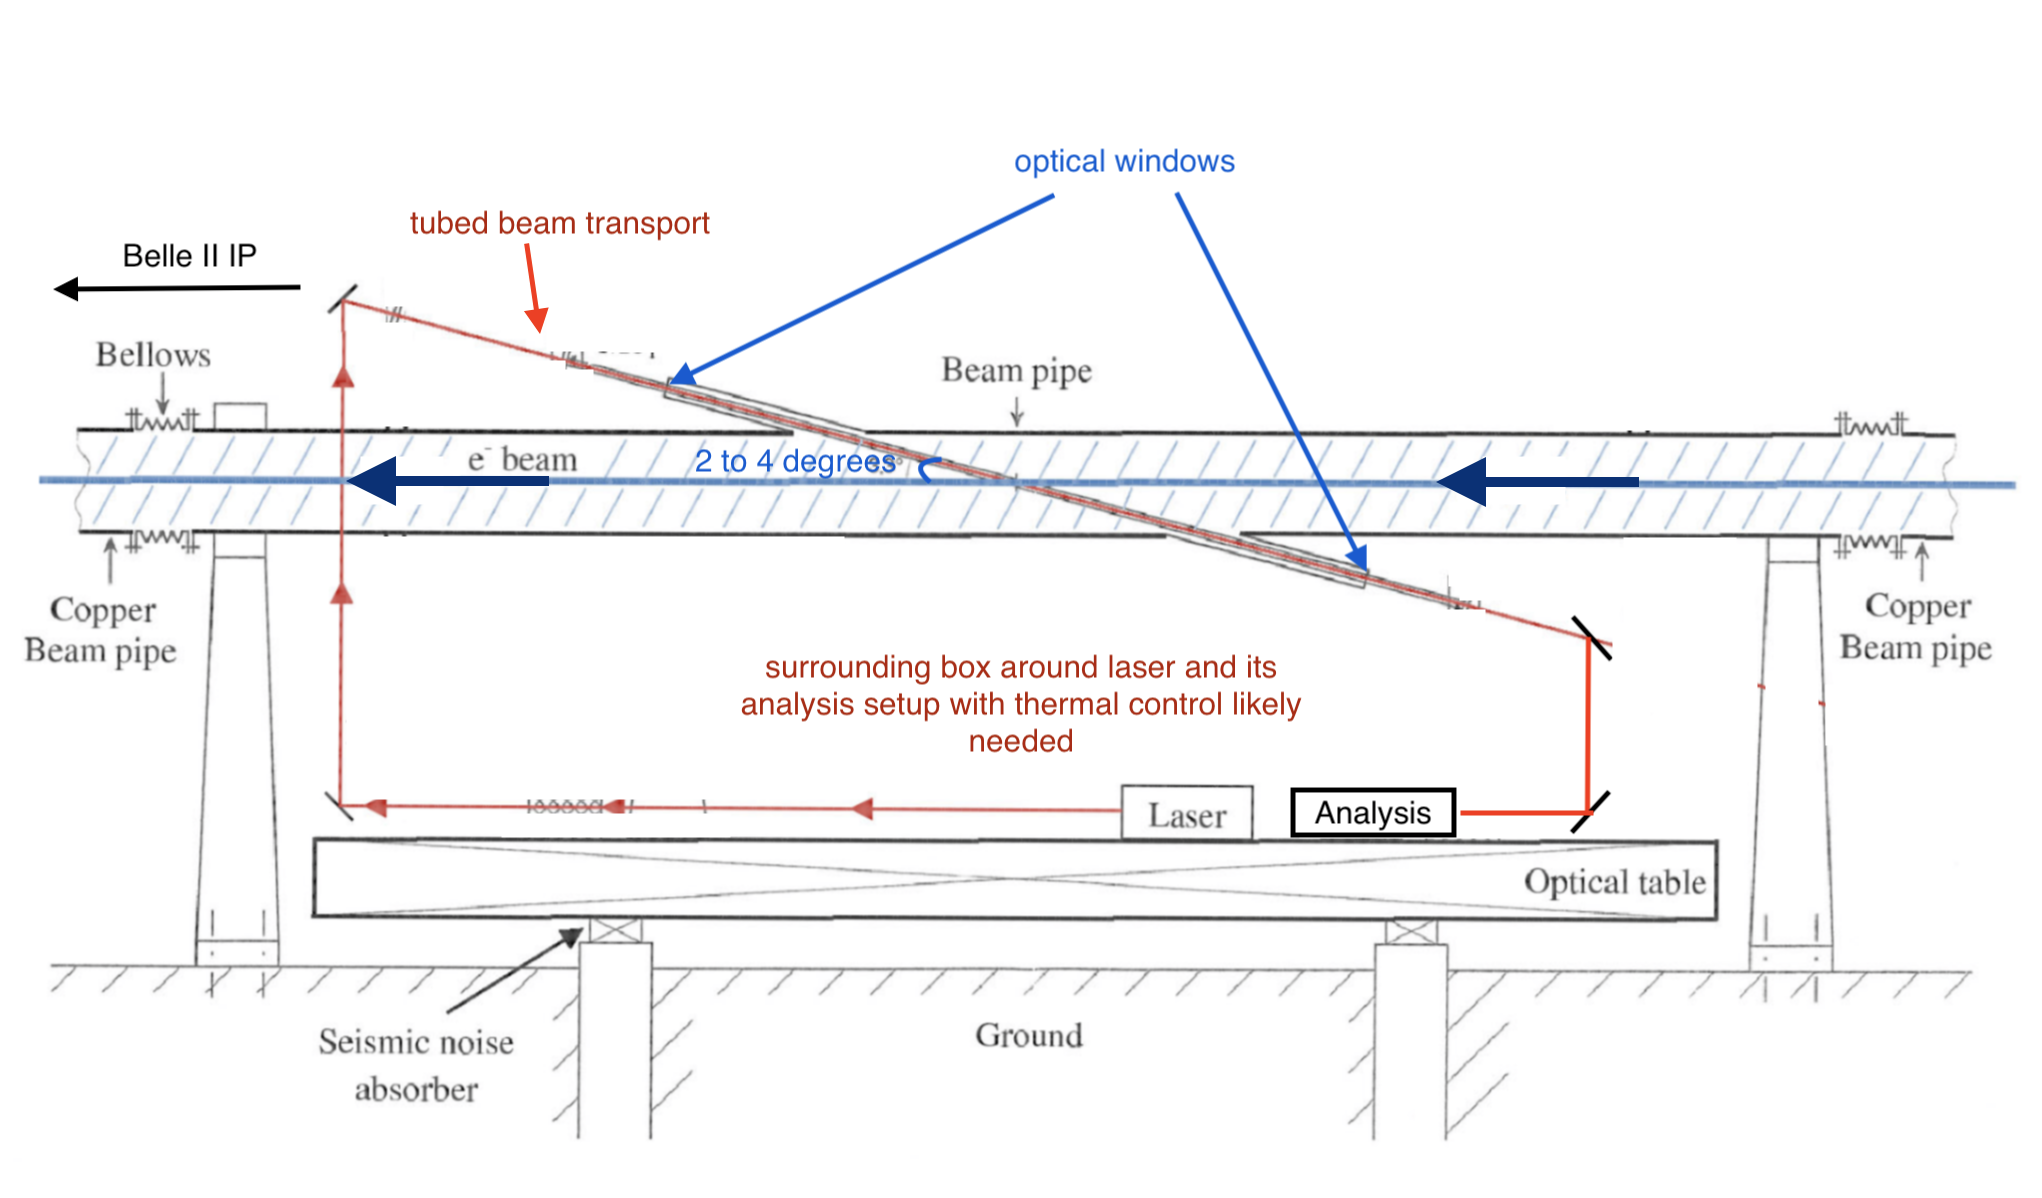 optical windows
tubed beam transport
Belle II IP
Bellows
Beam pipe
e⁻ beam
2 to 4 degrees
Copper
Beam pipe
Copper
Beam pipe
surrounding box around laser and its
analysis setup with thermal control likely
needed
Laser
Analysis
Optical table
Seismic noise
absorber
Ground